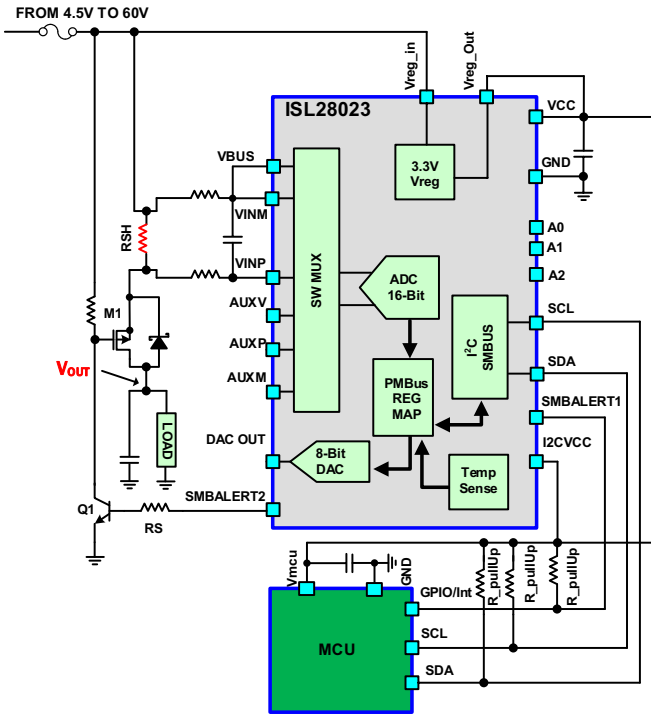 FROM 4.5V TO 60V
Vreg_in
Vreg_Out
ISL28023
VCC
VBUS
3.3V
Vreg
GND
VINM
RSH
A0
A1
VINP
SW MUX
ADC
16-Bit
A2
AUXV
SCL
M1
I²C
SMBUS
AUXP
SDA
VOUT
PMBus
REG
MAP
AUXM
SMBALERT1
LOAD
DAC OUT
8-Bit
DAC
I2CVCC
Temp
Sense
SMBALERT2
Q1
RS
Vmcu
GND
R_pullUp
R_pullUp
R_pullUp
GPIO/Int
SCL
MCU
SDA